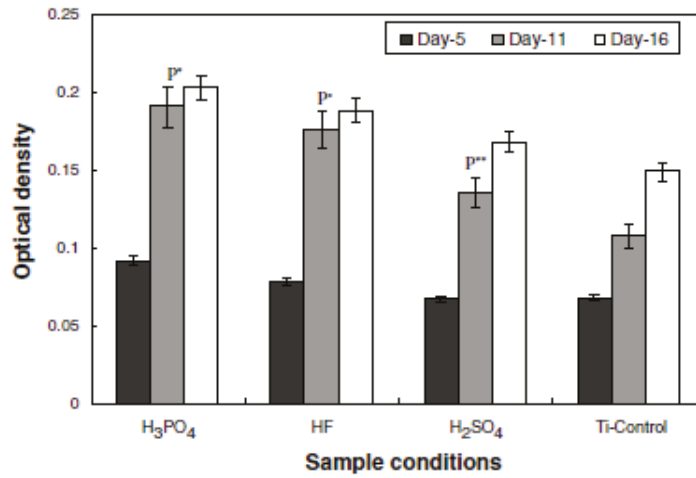 0.25
Day-5 Day-11 Day-16
P*
P*
0.2
P**
0.15
Optical density
0.1
0.05
0
H₃PO₄ HF H₂SO₄ Ti-Control
Sample conditions